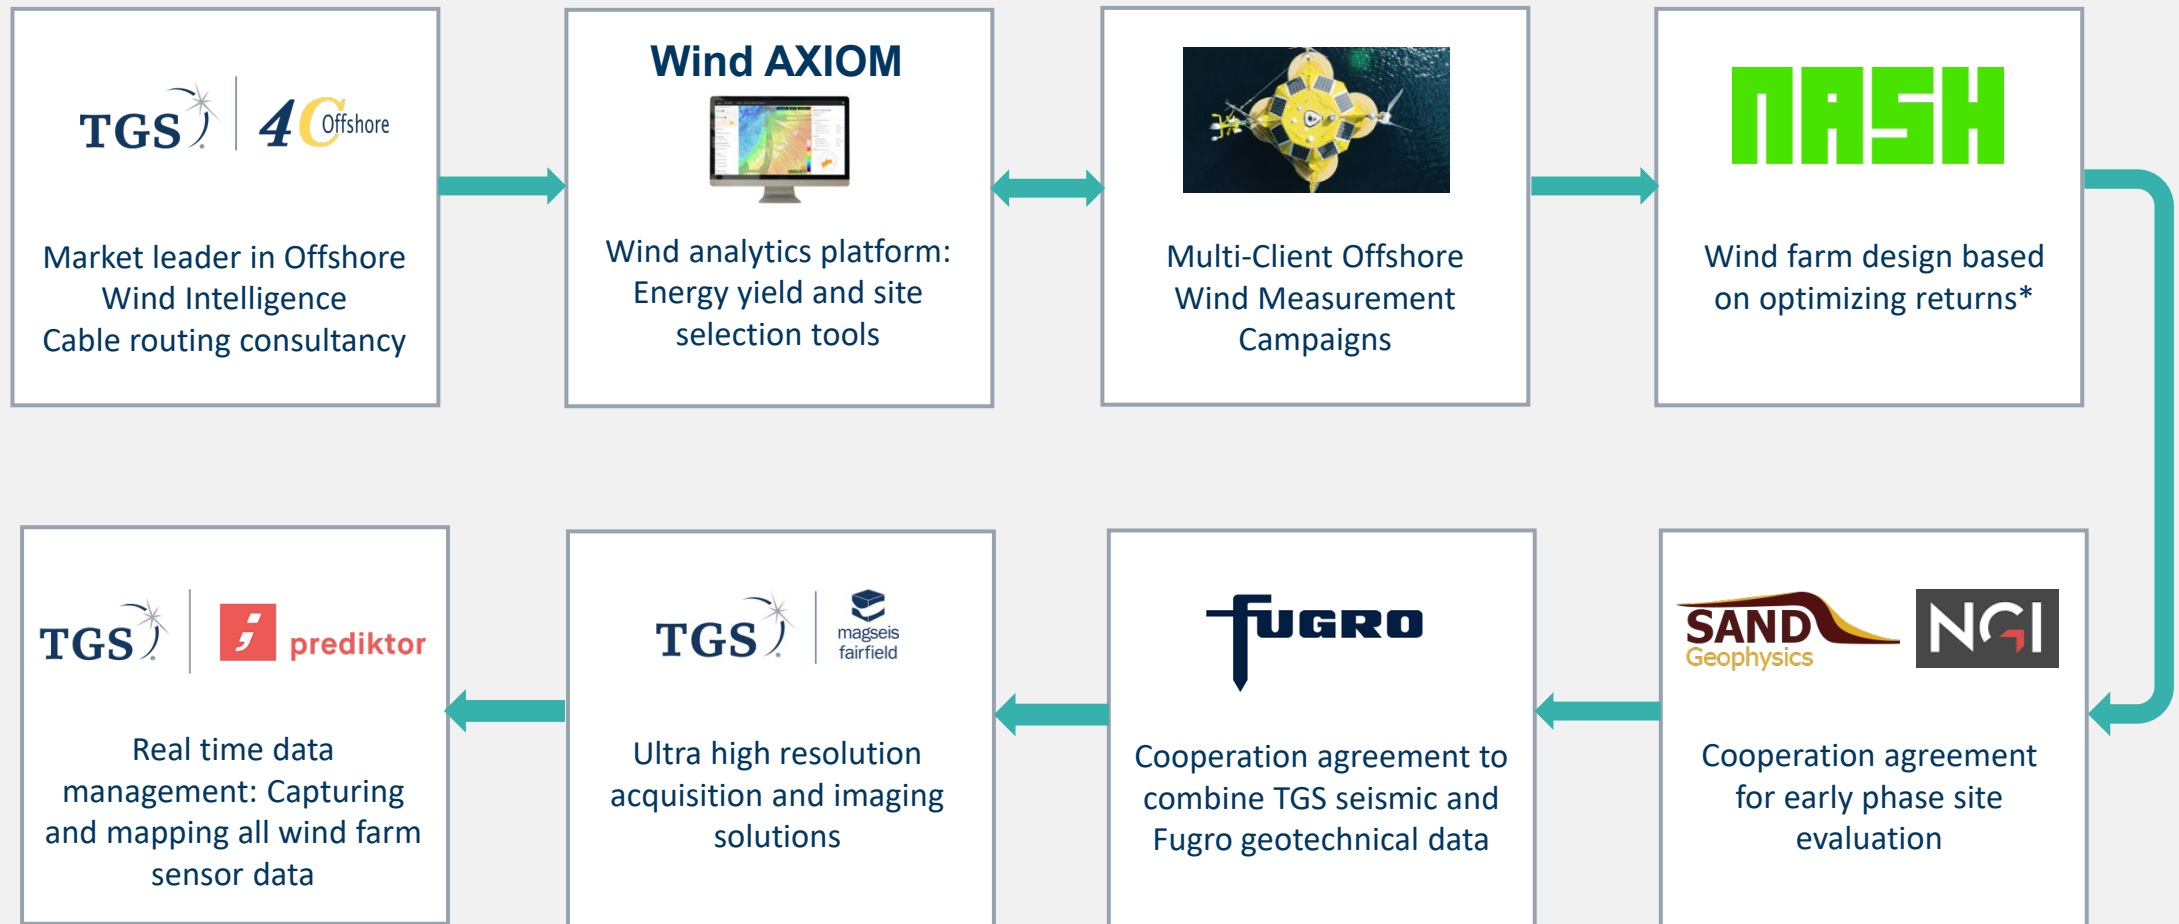 TGS
4C Offshore
Market leader in Offshore
Wind Intelligence
Cable routing consultancy
Wind AXIOM
Wind analytics platform:
Energy yield and site
selection tools
Multi-Client Offshore
Wind Measurement
Campaigns
NASH
Wind farm design based
on optimizing returns*
TGS
prediktor
Real time data
management: Capturing
and mapping all wind farm
sensor data
TGS
magseis
fairfield
Ultra high resolution
acquisition and imaging
solutions
FUGRO
Cooperation agreement to
combine TGS seismic and
Fugro geotechnical data
SAND
Geophysics
NGI
Cooperation agreement
for early phase site
evaluation